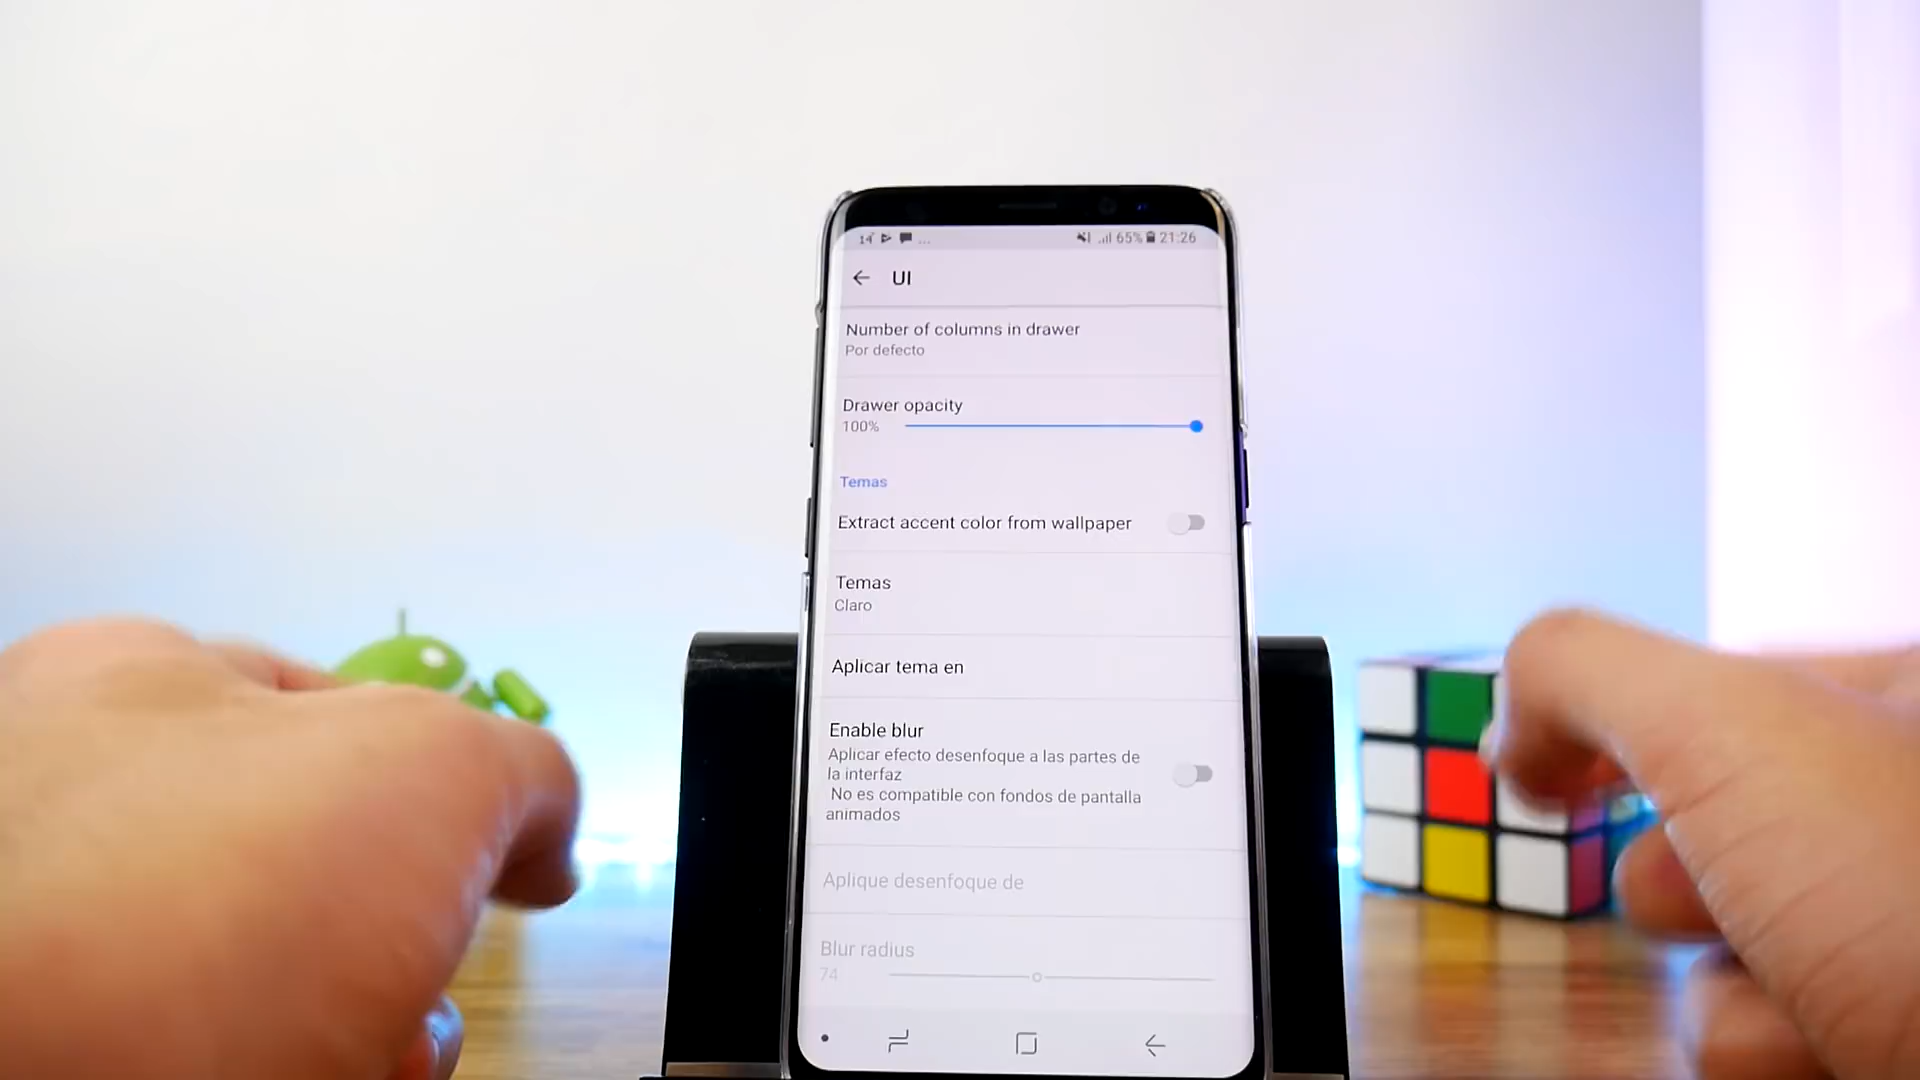 14° ... 65% 21:26
UI
Number of columns in drawer
Por defecto
Drawer opacity
100%
Temas
Extract accent color from wallpaper
Temas
Claro
Aplicar tema en
Enable blur
Aplicar efecto desenfoque a las partes de
la interfaz
No es compatible con fondos de pantalla
animados
Aplique desenfoque de
Blur radius
74